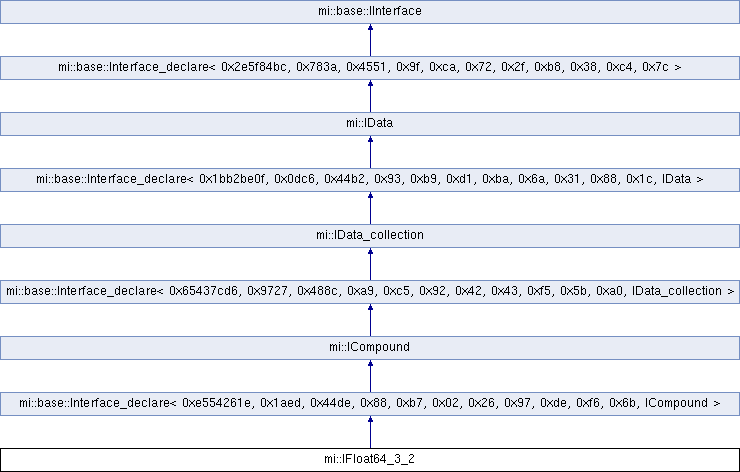 mi::base::IInterface
mi::base::Interface_declare< 0x2e5f84bc, 0x783a, 0x4551, 0x9f, 0xca, 0x72, 0x2f, 0xb8, 0x38, 0xc4, 0x7c >
mi::IData
mi::base::Interface_declare< 0x1bb2be0f, 0x0dc6, 0x44b2, 0x93, 0xb9, 0xd1, 0xba, 0x6a, 0x31, 0x88, 0x1c, IData >
mi::IData_collection
mi::base::Interface_declare< 0x65437cd6, 0x9727, 0x488c, 0xa9, 0xc5, 0x92, 0x42, 0x43, 0xf5, 0x5b, 0xa0, IData_collection >
mi::ICompound
mi::base::Interface_declare< 0xe554261e, 0x1aed, 0x44de, 0x88, 0xb7, 0x02, 0x26, 0x97, 0xde, 0xf6, 0x6b, ICompound >
mi::IFloat64_3_2